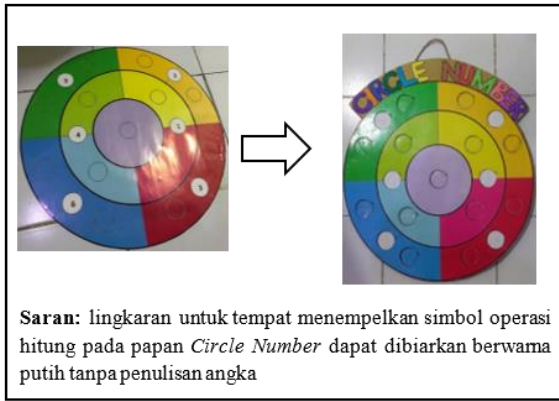 CIRCLE NUMBER
Saran: lingkaran untuk tempat menempelkan simbol operasi
hitung pada papan Circle Number dapat dibiarkan berwarna
putih tanpa penulisan angka